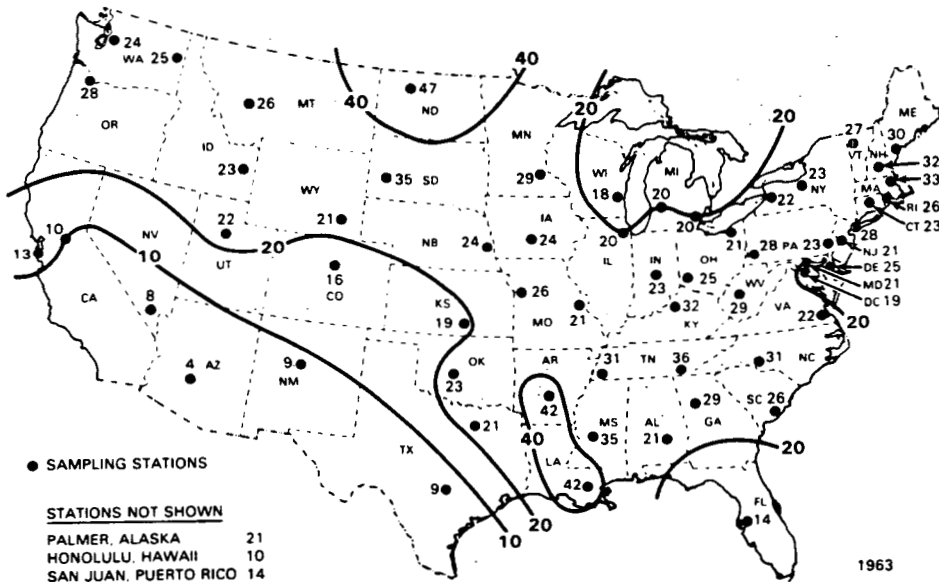 40
24
WA
25
20
20
47
40
ME
28
26
MT
ND
MN
27
30
OR
VT
NH
32
ID
WI
MI
23
33
23
35
SD
29
18
20
NY
MA
RI 26
WY
22
CT 23
IA
20
28
10
NV
22
20
21
NB
24
24
20
21
28
PA
23
NJ 21
13
10
UT
16
CO
IL
IN
OH
DE 25
23
25
WV
MD 21
CA
8
KS
26
29
VA
DC 19
19
MO
21
32
KY
22
20
4
AZ
9
NM
OK
AR
31
TN
36
31
NC
23
42
29
SC
26
21
40
MS
35
AL
21
GA
TX
LA
20
● SAMPLING STATIONS
9
42
FL
14
STATIONS NOT SHOWN
20
PALMER, ALASKA 21
10
HONOLULU, HAWAII 10
SAN JUAN, PUERTO RICO 14
1963